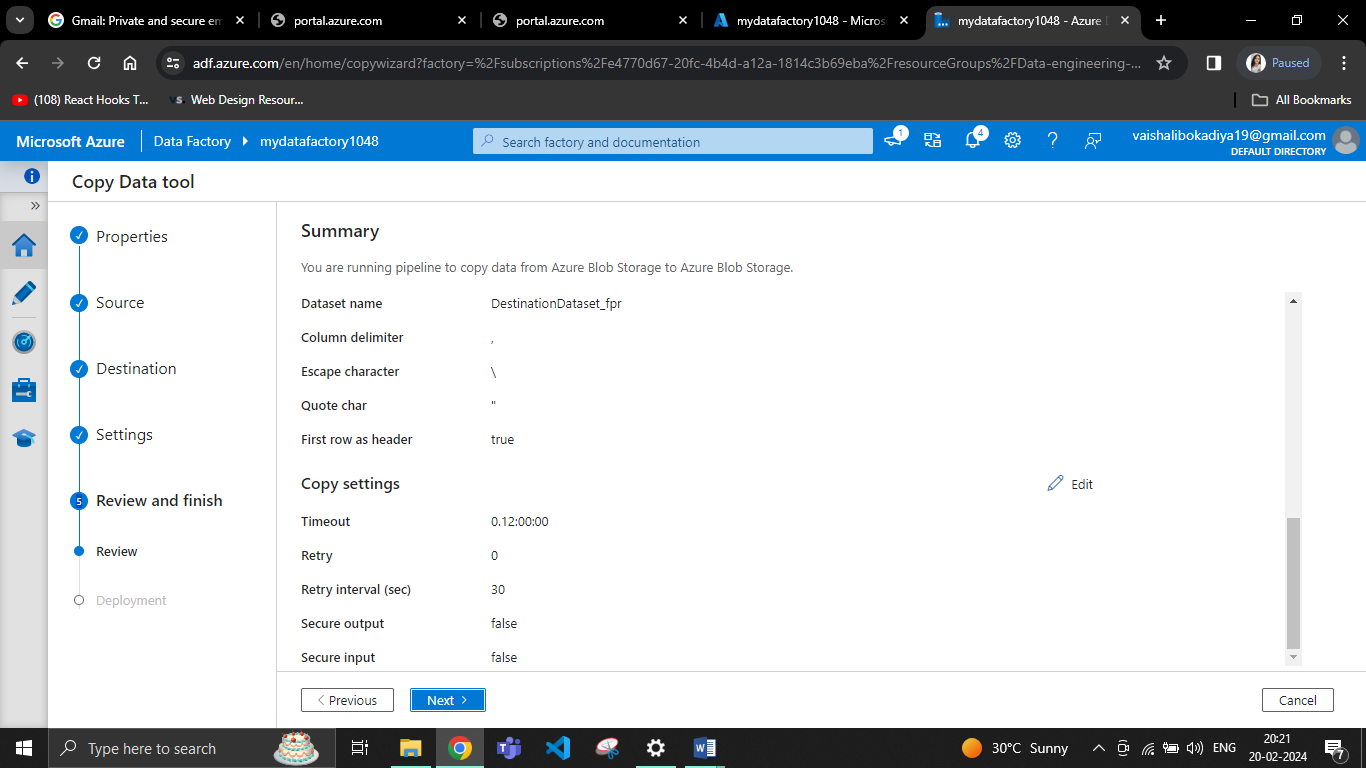 Gmail: Private and secure em
portal.azure.com
portal.azure.com
mydatafactory1048 - Micros
mydatafactory1048 - Azure
adf.azure.com/en/home/copywizard?factory=%2Fsubscriptions%2Fe4770d67-20fc-4b4d-a12a-1814c3b69eba%2FresourceGroups%2FData-engineering-...
Paused
(108) React Hooks T...
VS
Web Design Resour...
All Bookmarks
Microsoft Azure
Data Factory
mydatafactory1048
Search factory and documentation
1
4
vaishalibokadiya19@gmail.com
DEFAULT DIRECTORY
Copy Data tool
Properties
Source
Destination
Settings
5
Review and finish
Review
Deployment
Summary
You are running pipeline to copy data from Azure Blob Storage to Azure Blob Storage.
Dataset name DestinationDataset_fpr
Column delimiter ,
Escape character \
Quote char "
First row as header true
Copy settings
Edit
Timeout 0.12:00:00
Retry 0
Retry interval (sec) 30
Secure output false
Secure input false
Previous
Next
Cancel
Type here to search
30°C Sunny
ENG
20:21
20-02-2024
7